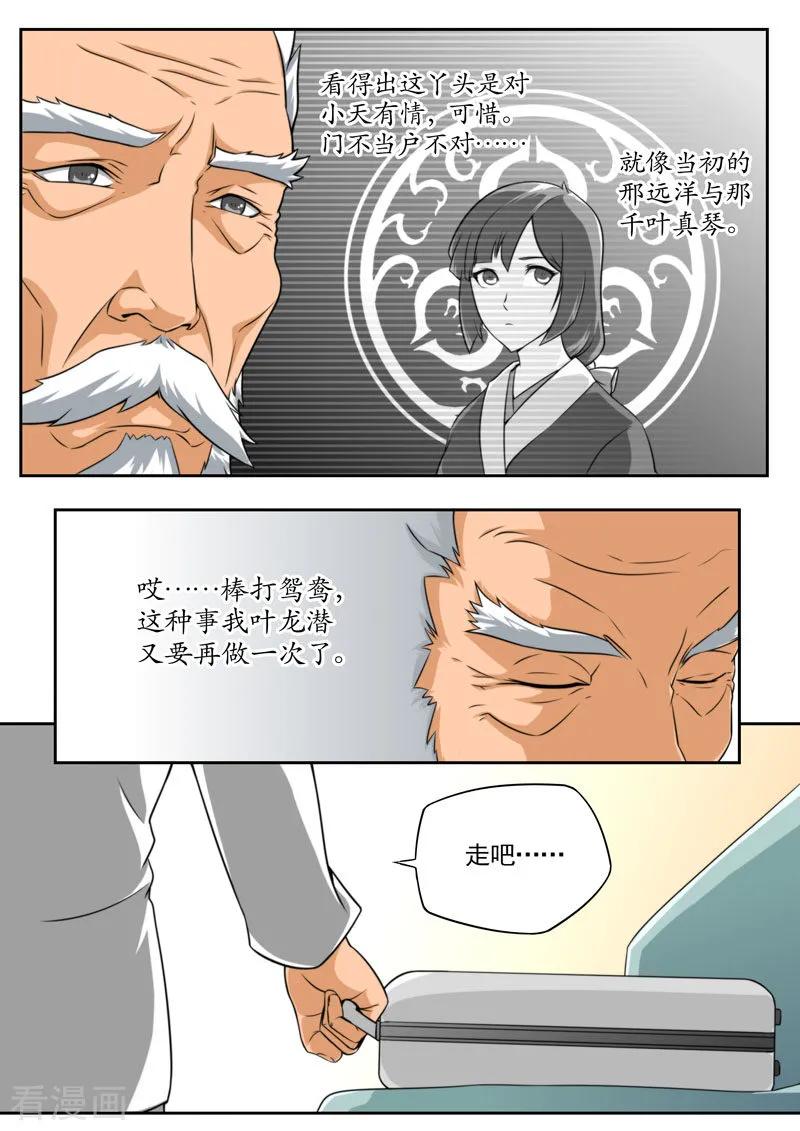 看得出这丫头是对
小天有情，可惜。
门不当户不对……
就像当初的
邢远洋与那
千叶真琴。
哎……棒打鸳鸯，
这种事我叶龙潜
又要再做一次了。
走吧……
看漫画